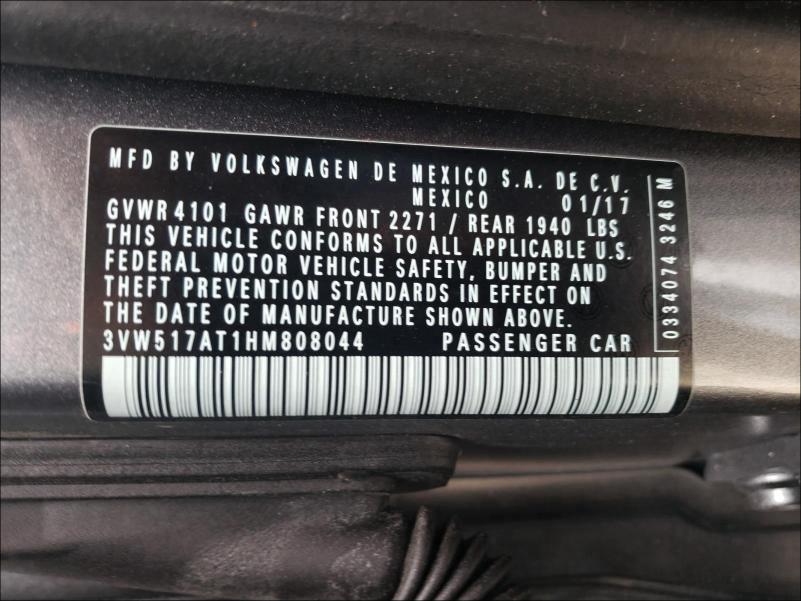 MFD BY VOLKSWAGEN DE MEXICO S.A. DE C.V.
MEXICO 01/17
GVWR 4101 GAWR FRONT 2271 / REAR 1940 LBS
THIS VEHICLE CONFORMS TO ALL APPLICABLE U.S.
FEDERAL MOTOR VEHICLE SAFETY, BUMPER AND
THEFT PREVENTION STANDARDS IN EFFECT ON
THE DATE OF MANUFACTURE SHOWN ABOVE.
3VW517AT1HM808044 PASSENGER CAR
0334074 3246 M